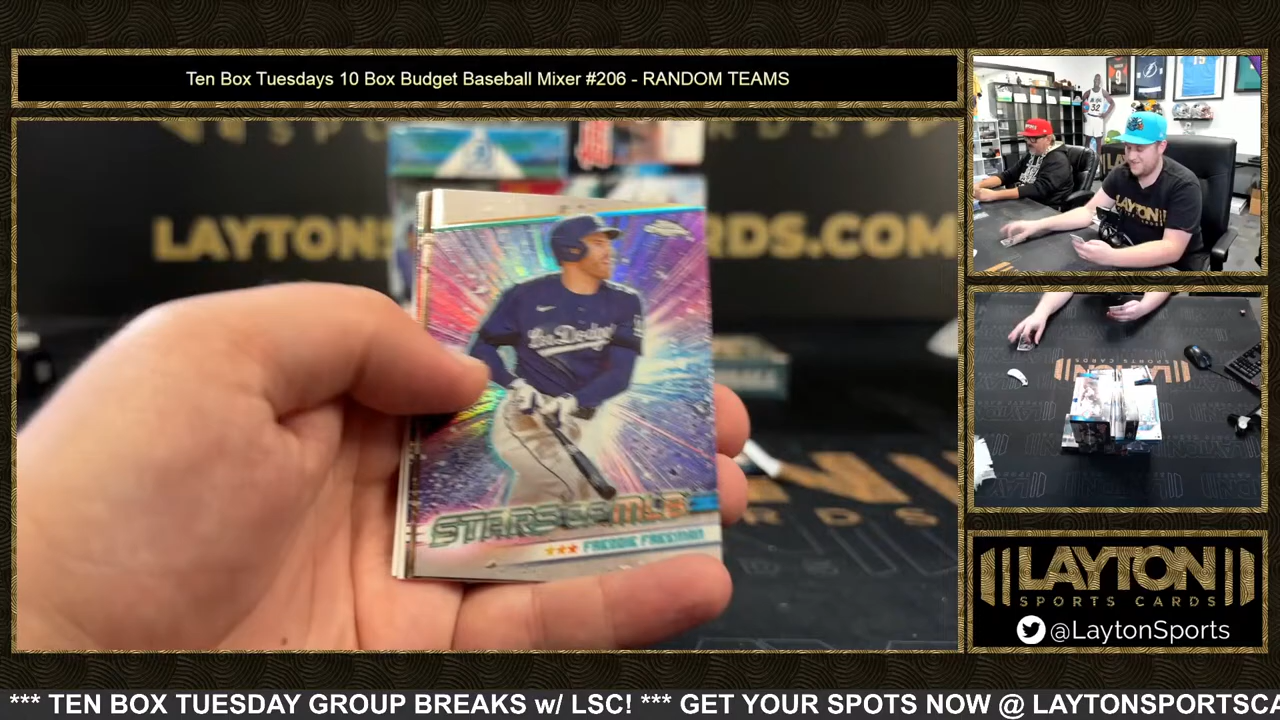 Ten Box Tuesdays 10 Box Budget Baseball Mixer #206 - RANDOM TEAMS
LAYTONS
RDS.COM
Los Dodgers
STARS OF MLB
FREDDIE FREEMAN
LAYTON
SPORTS CARDS
@LaytonSports
*** TEN BOX TUESDAY GROUP BREAKS w/ LSC! *** GET YOUR SPOTS NOW @ LAYTONSPORTSCA